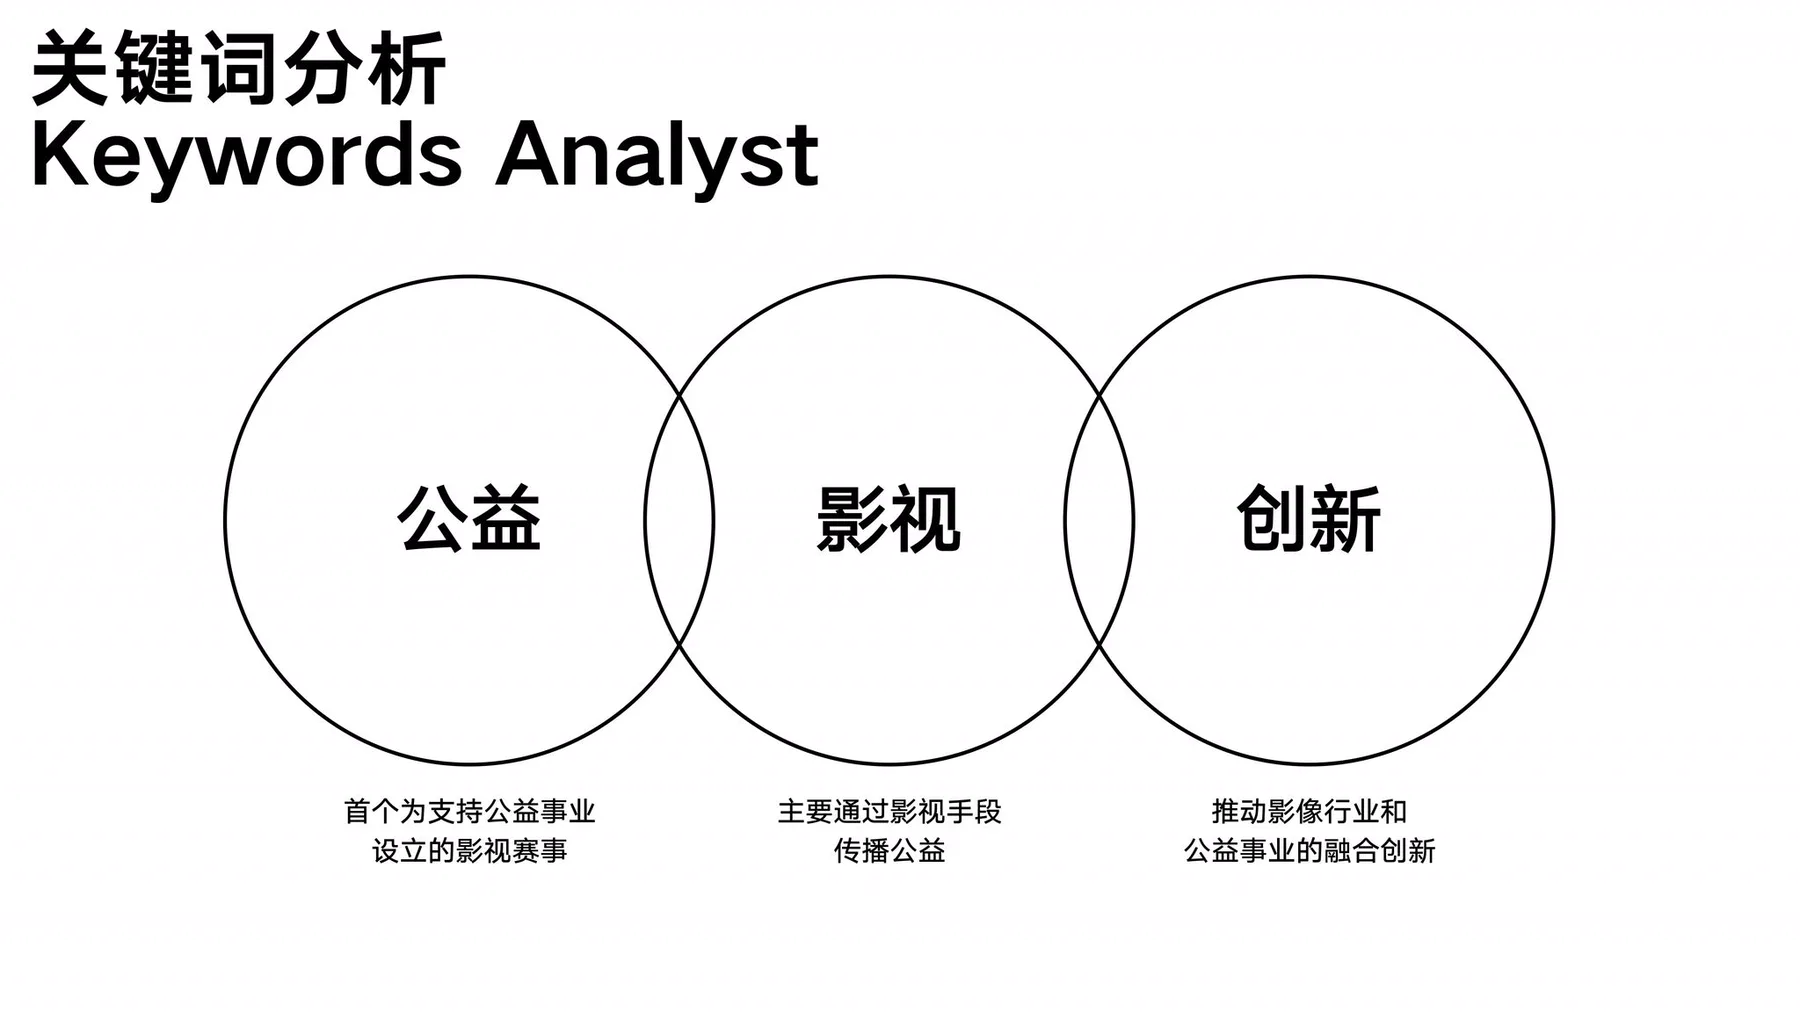 关键词分析
Keywords Analyst
公益
影视
创新
首个为支持公益事业
设立的影视赛事
主要通过影视手段
传播公益
推动影像行业和
公益事业的融合创新